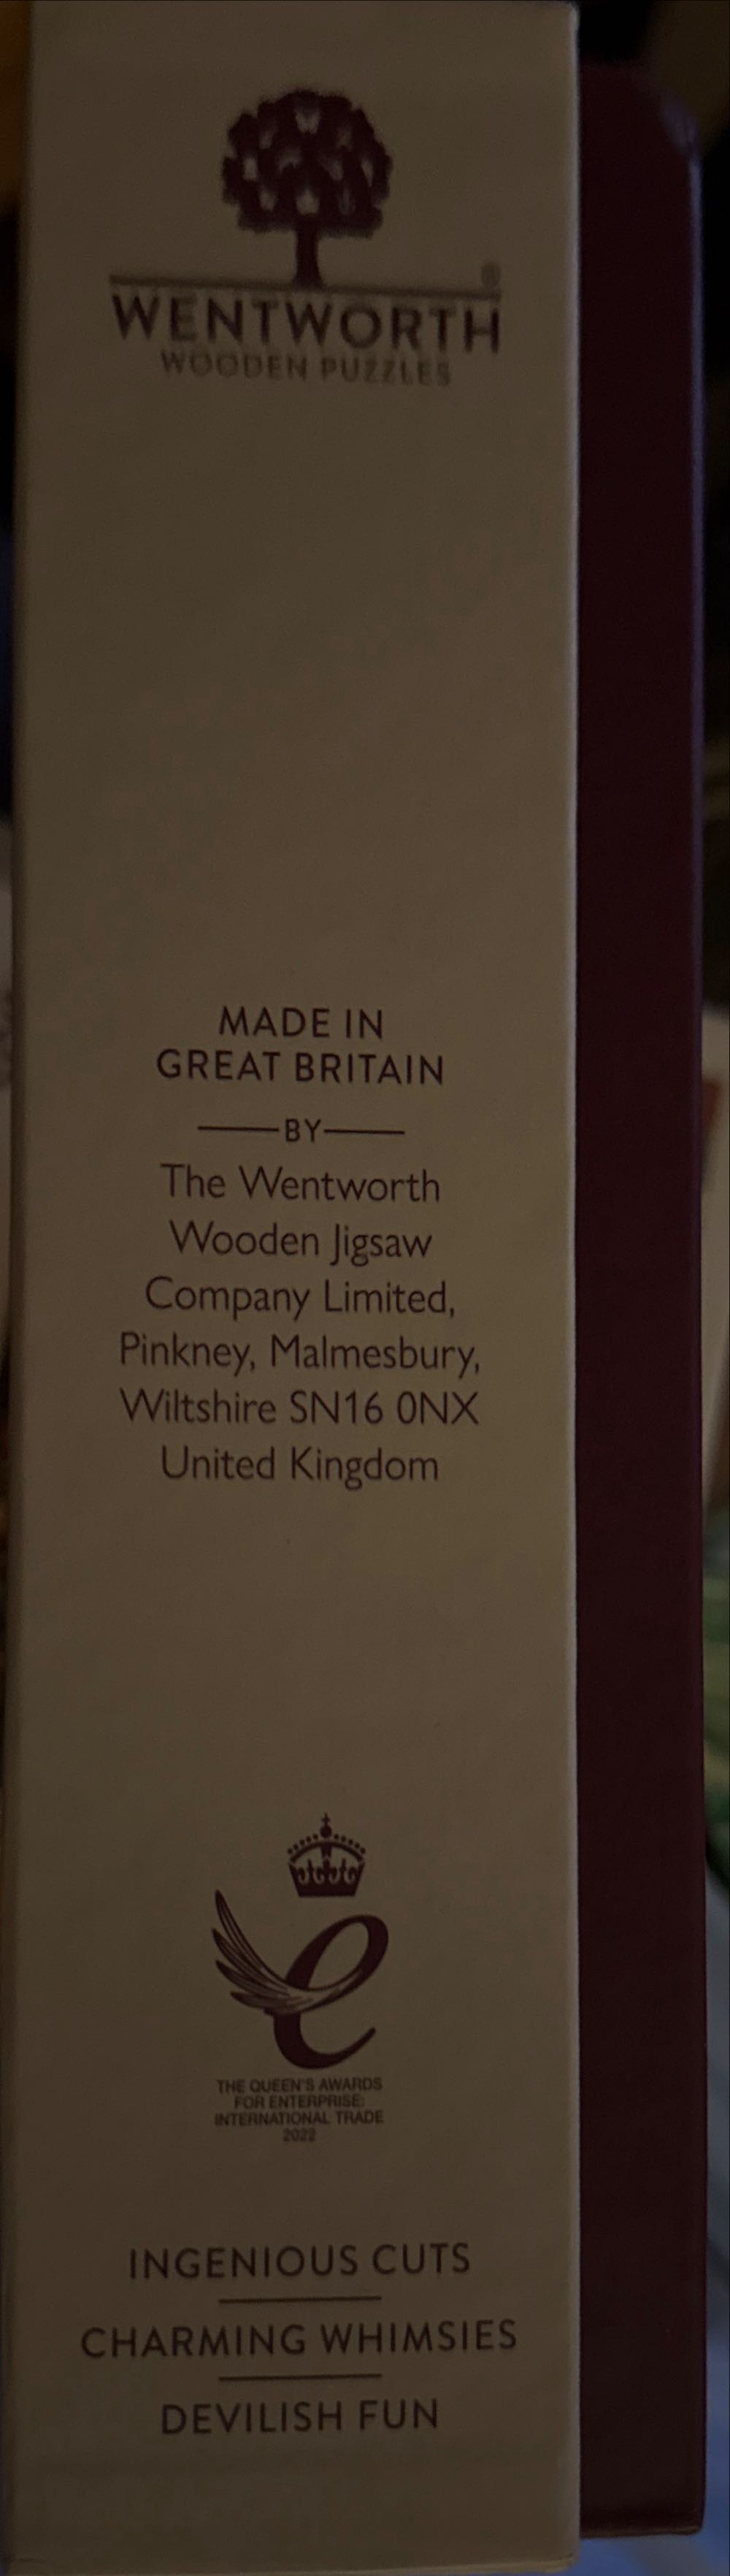 ®
WENTWORTH
WOODEN PUZZLES
MADE IN
GREAT BRITAIN
BY
The Wentworth
Wooden Jigsaw
Company Limited,
Pinkney, Malmesbury,
Wiltshire SN16 0NX
United Kingdom
e
THE QUEEN'S AWARDS
FOR ENTERPRISE:
INTERNATIONAL TRADE
2022
INGENIOUS CUTS
CHARMING WHIMSIES
DEVILISH FUN